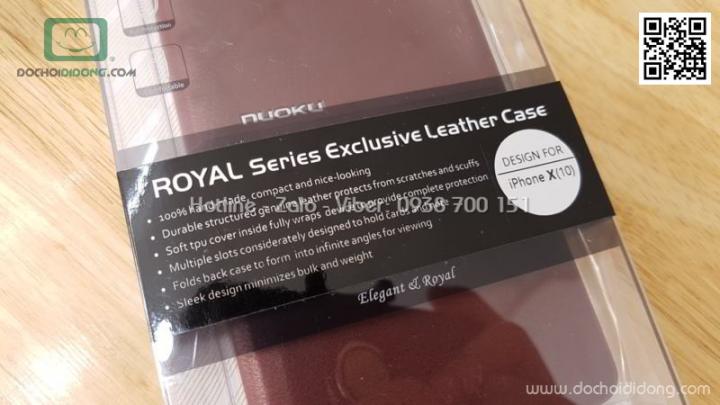 DOCHOIDIDONG.COM
nuoku
ROYAL Series Exclusive Leather Case
DESIGN FOR
iPhone X(10)
• 100% handmade, compact and nice-looking
• Durable structured genuine leather protects from scratches and scuffs
• Soft tpu cover inside fully wraps device to provide complete protection
• Multiple slots considerately designed to hold card, and
• Folds back case to form into infinite angles for viewing
• Sleek design minimizes bulk and weight
Hotline - Zalo - Viber: 0938 700 151
Elegant & Royal
www.dochoididong.com